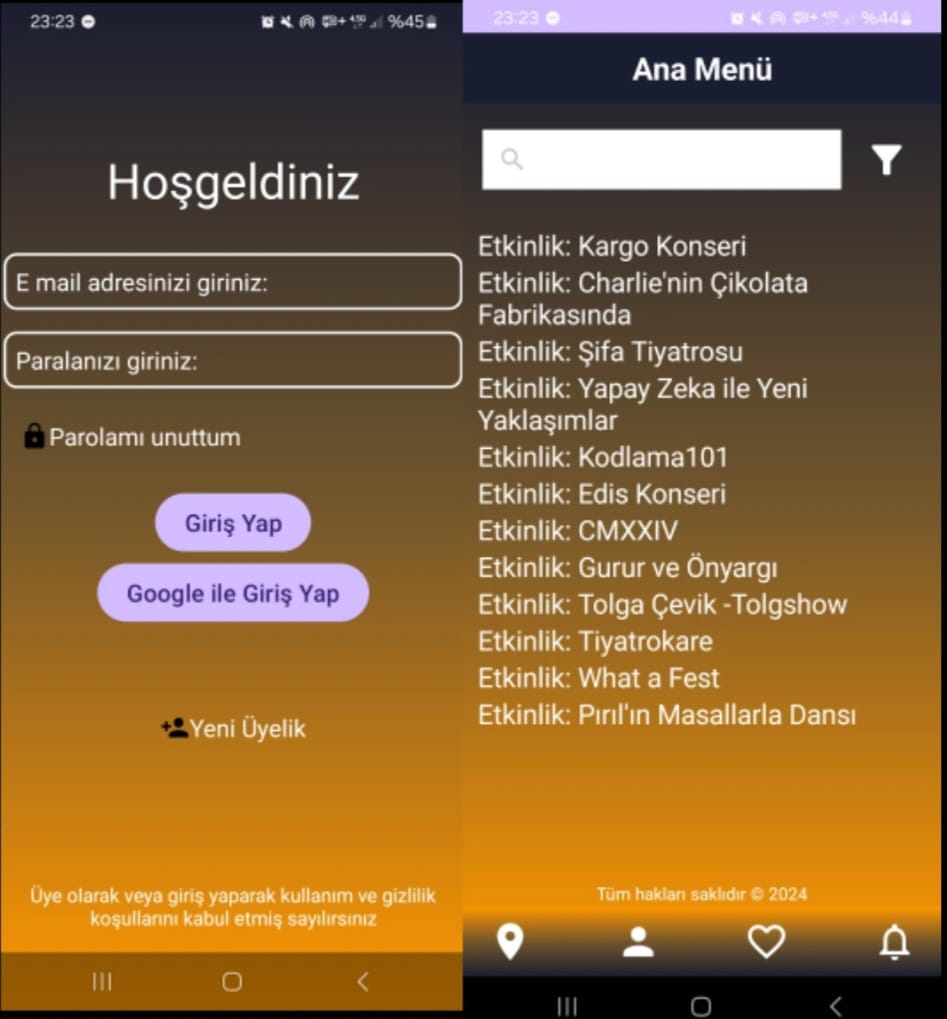 23:23
%45
Hoşgeldiniz
E mail adresinizi giriniz:
Paralanızı giriniz:
Parolamı unuttum
Giriş Yap
Google ile Giriş Yap
Yeni Üyelik
Üye olarak veya giriş yaparak kullanım ve gizlilik
koşullarını kabul etmiş sayılırsınız
23:23
%44
Ana Menü
Etkinlik: Kargo Konseri
Etkinlik: Charlie'nin Çikolata
Fabrikasında
Etkinlik: Şifa Tiyatrosu
Etkinlik: Yapay Zeka ile Yeni
Yaklaşımlar
Etkinlik: Kodlama101
Etkinlik: Edis Konseri
Etkinlik: CMXXIV
Etkinlik: Gurur ve Önyargı
Etkinlik: Tolga Çevik -Tolgshow
Etkinlik: Tiyatrokare
Etkinlik: What a Fest
Etkinlik: Pırıl'ın Masallarla Dansı
Tüm hakları saklıdır © 2024